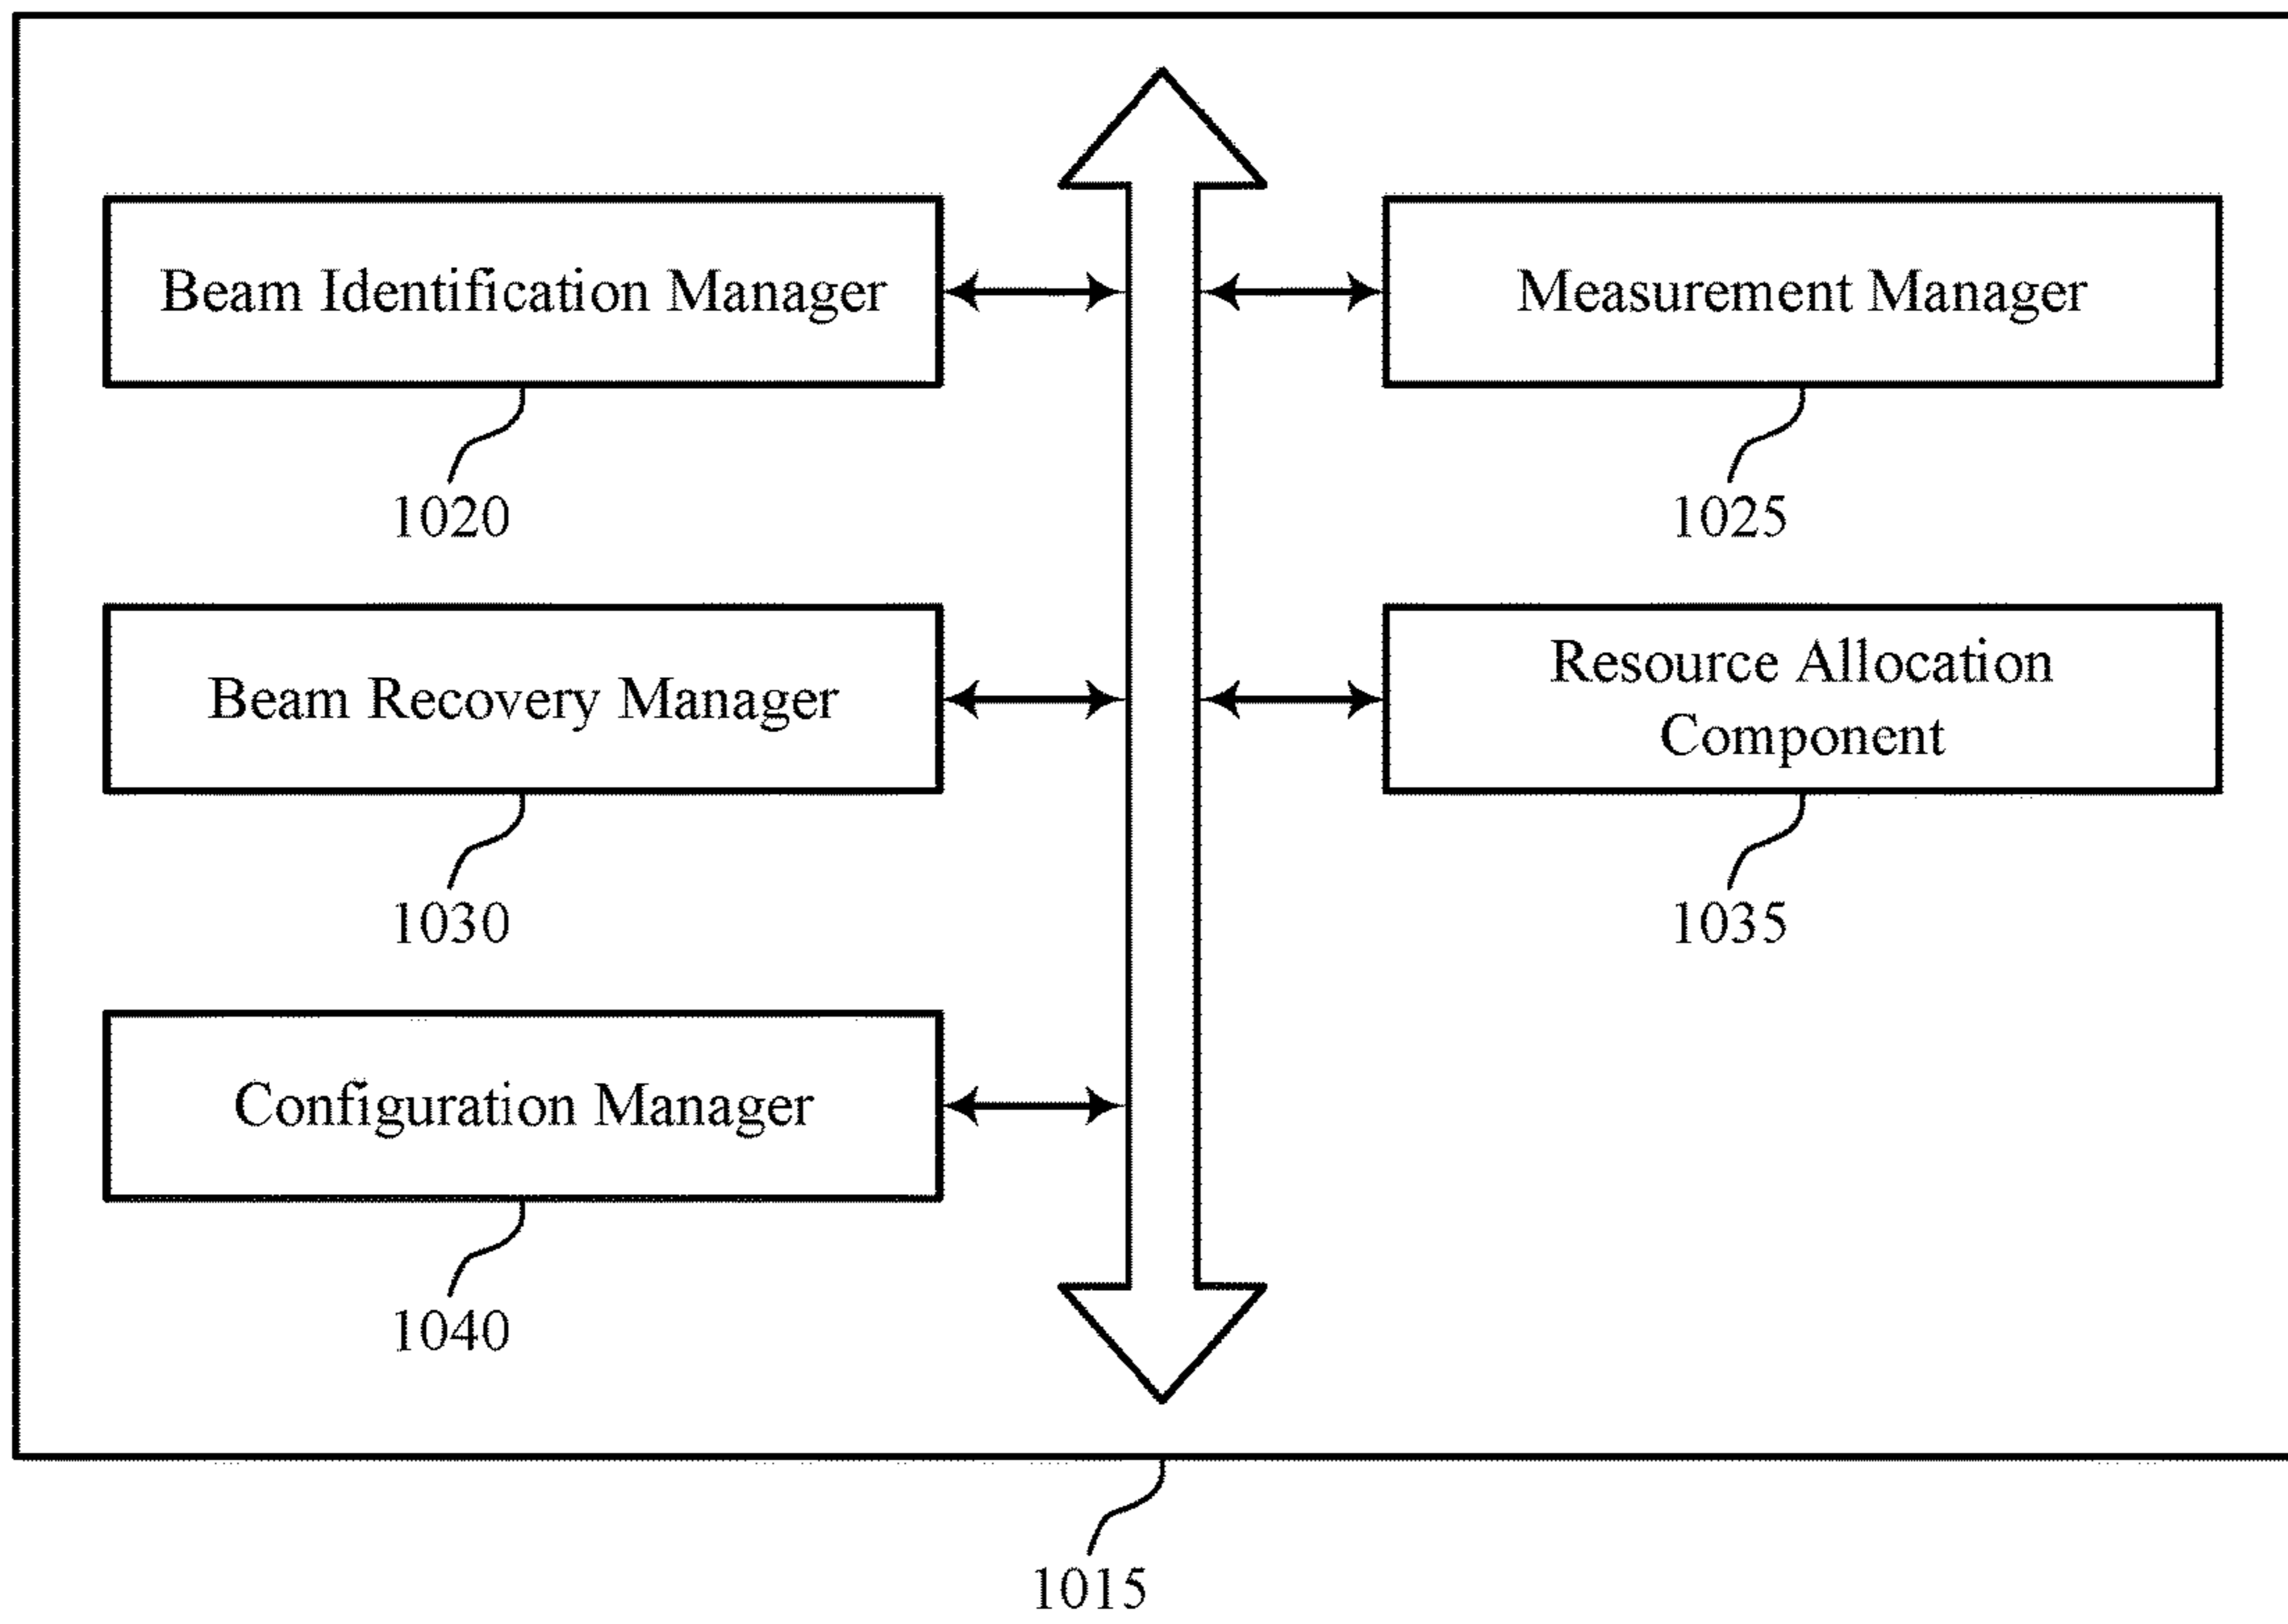 Beam Identification Manager
Measurement Manager
1020
1025
Beam Recovery Manager
Resource Allocation
Component
1030
1035
Configuration Manager
1040
1015